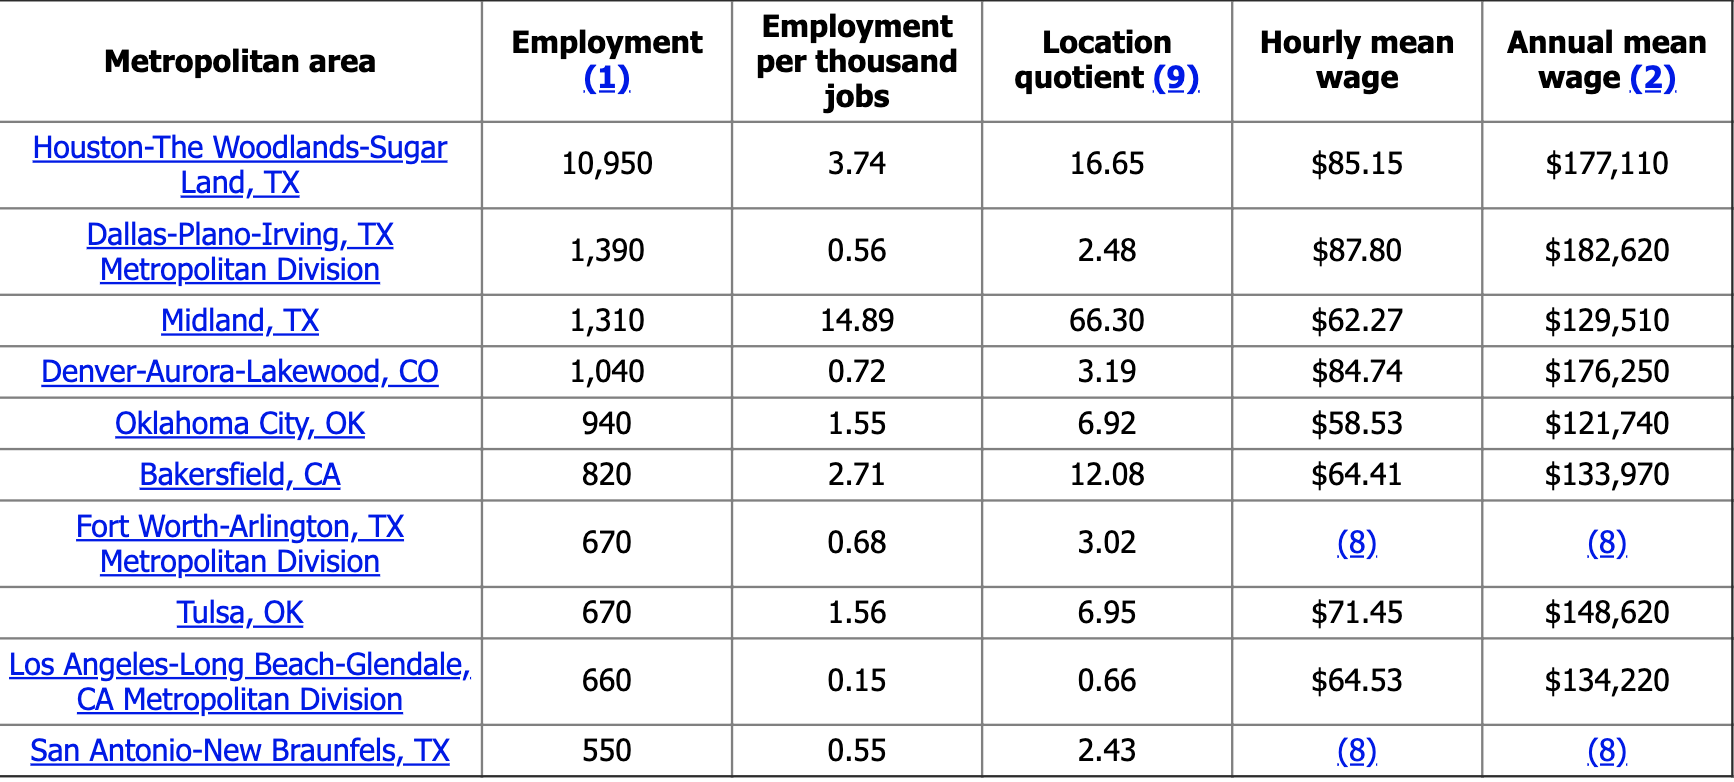 Metropolitan area
Employment
(1)
Employment
per thousand
jobs
Location
quotient (9)
Hourly mean
wage
Annual mean
wage (2)
Houston-The Woodlands-Sugar
Land, TX
10,950
3.74
16.65
$85.15
$177,110
Dallas-Plano-Irving, TX
Metropolitan Division
1,390
0.56
2.48
$87.80
$182,620
Midland, TX
1,310
14.89
66.30
$62.27
$129,510
Denver-Aurora-Lakewood, CO
1,040
0.72
3.19
$84.74
$176,250
Oklahoma City, OK
940
1.55
6.92
$58.53
$121,740
Bakersfield, CA
820
2.71
12.08
$64.41
$133,970
Fort Worth-Arlington, TX
Metropolitan Division
670
0.68
3.02
(8)
(8)
Tulsa, OK
670
1.56
6.95
$71.45
$148,620
Los Angeles-Long Beach-Glendale,
CA Metropolitan Division
660
0.15
0.66
$64.53
$134,220
San Antonio-New Braunfels, TX
550
0.55
2.43
(8)
(8)